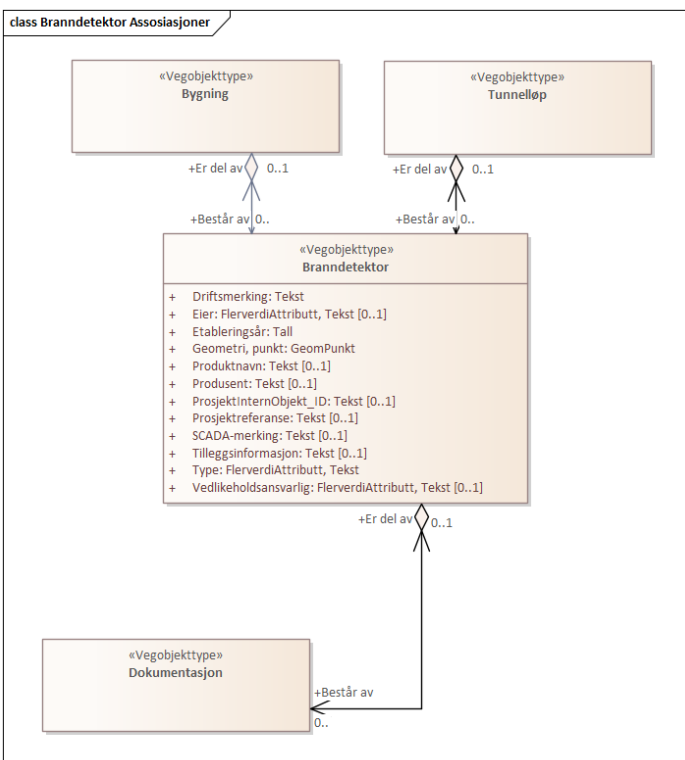 class Branndetektor Assosiasjoner
«Vegobjekttype»
Bygning
«Vegobjekttype»
Tunnelløp
+Er del av 0..1
+Er del av 0..1
+Består av 0..
+Består av 0..
«Vegobjekttype»
Branndetektor
+ Driftsmerking: Tekst
+ Eier: FlerverdiAttributt, Tekst [0..1]
+ Etableringsår: Tall
+ Geometri, punkt: GeomPunkt
+ Produktnavn: Tekst [0..1]
+ Produsent: Tekst [0..1]
+ ProsjektInternObjekt_ID: Tekst [0..1]
+ Prosjektreferanse: Tekst [0..1]
+ SCADA-merking: Tekst [0..1]
+ Tilleggsinformasjon: Tekst [0..1]
+ Type: FlerverdiAttributt, Tekst
+ Vedlikeholdsansvarlig: FlerverdiAttributt, Tekst [0..1]
+Er del av 0..1
«Vegobjekttype»
Dokumentasjon
+Består av
0..